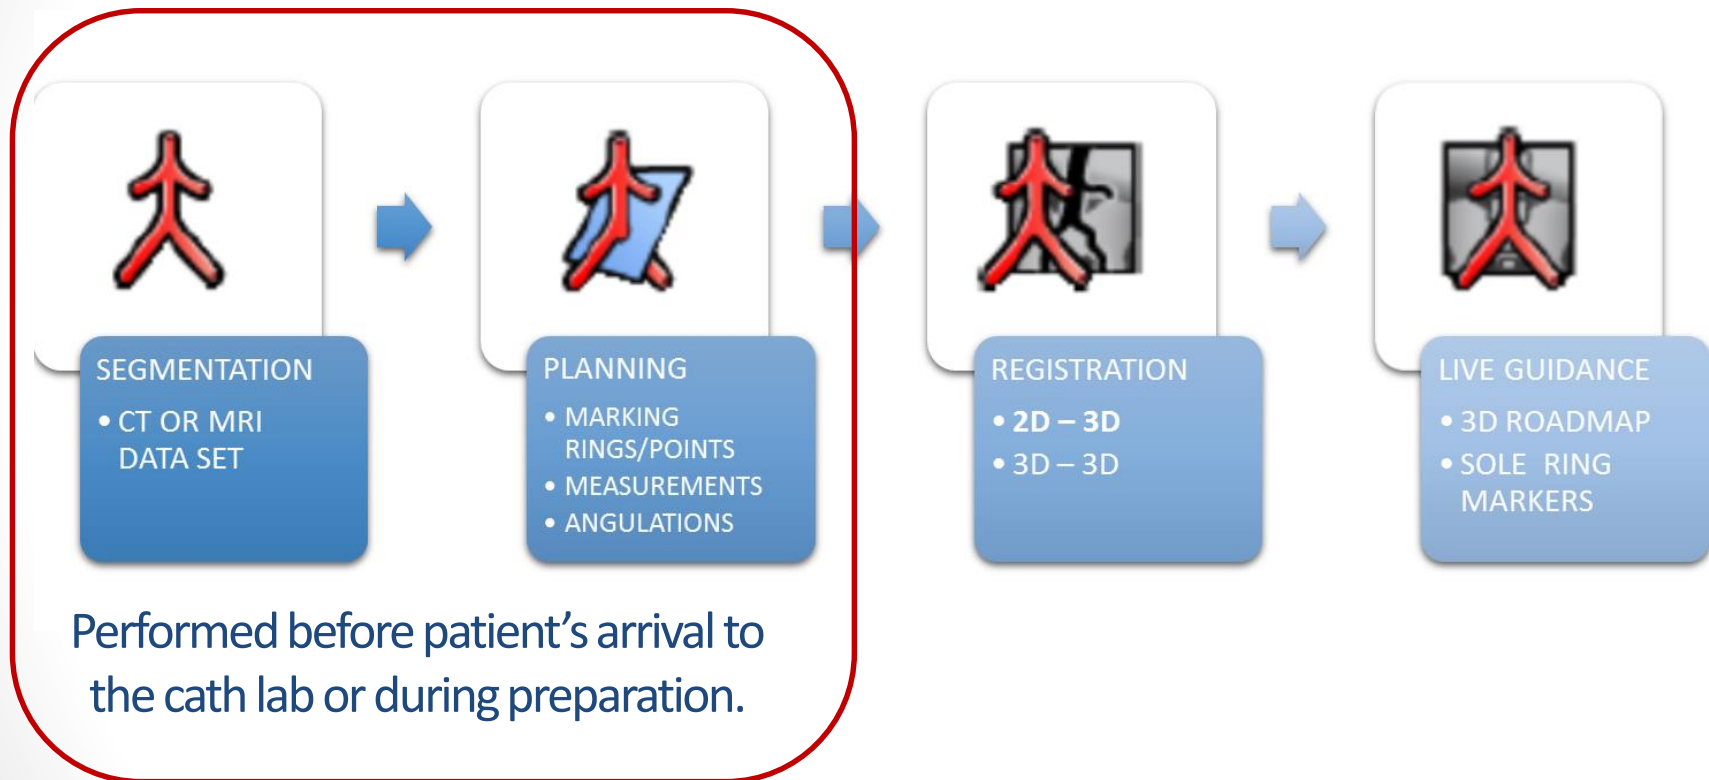 SEGMENTATION
• CT OR MRI
DATA SET
PLANNING
• MARKING
RINGS/POINTS
• MEASUREMENTS
• ANGULATIONS
REGISTRATION
• 2D – 3D
• 3D – 3D
LIVE GUIDANCE
• 3D ROADMAP
• SOLE RING
MARKERS
Performed before patient’s arrival to
the cath lab or during preparation.